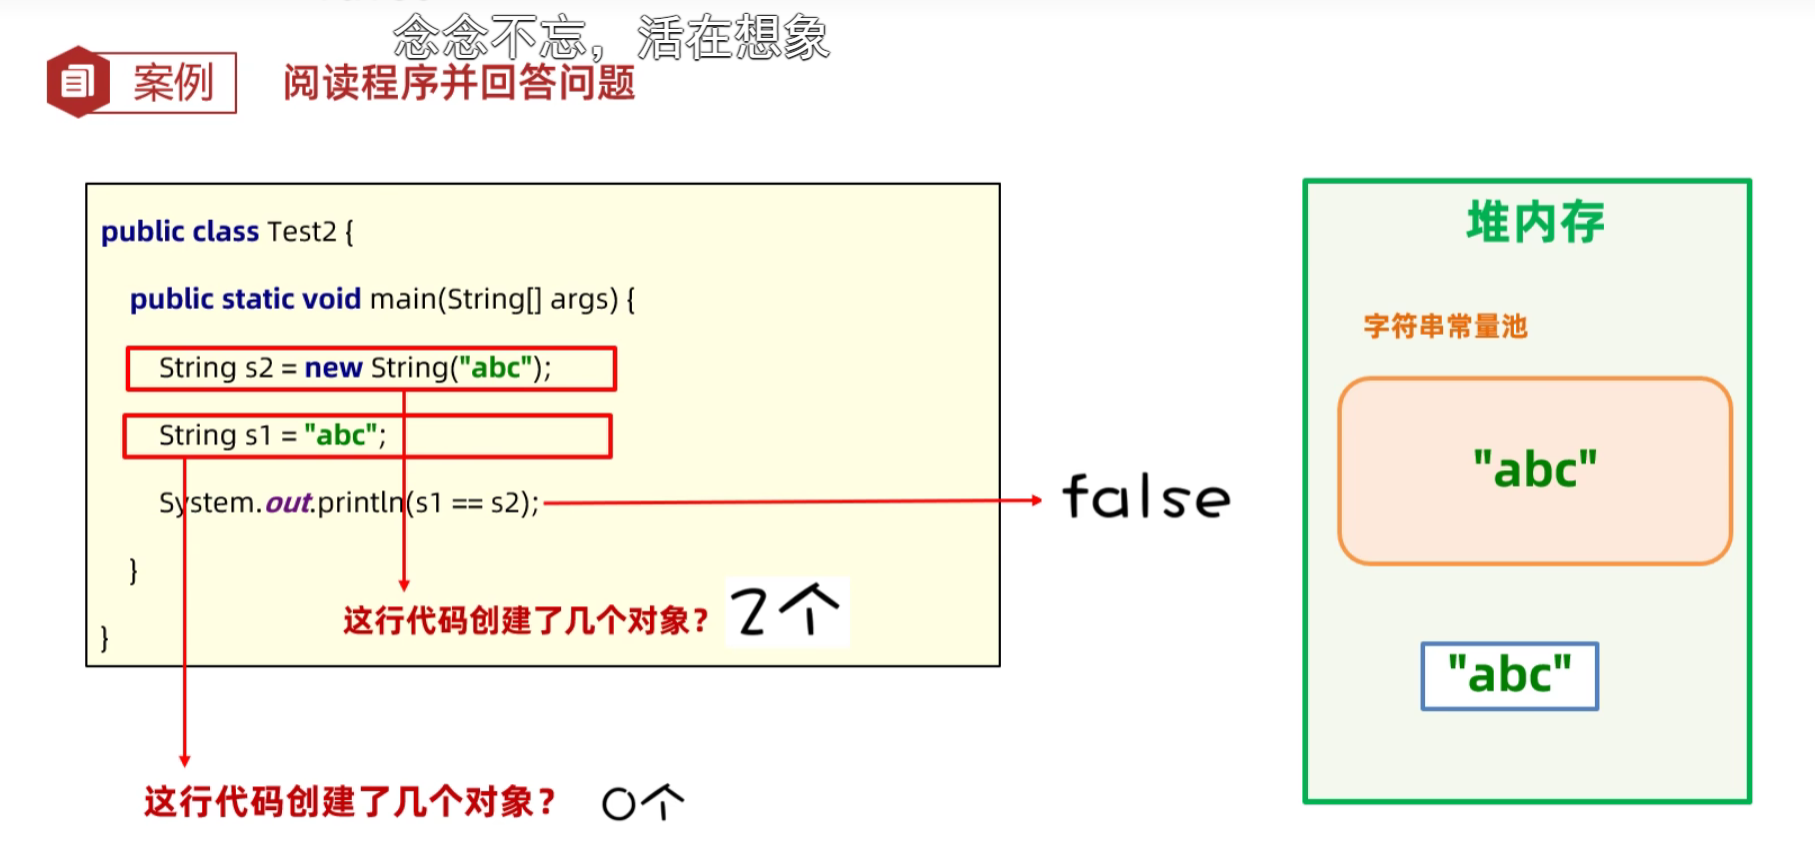 念念不忘，活在想象
案例
阅读程序并回答问题
public class Test2 {
public static void main(String[] args) {
String s2 = new String("abc");
String s1 = "abc";
System.out.println(s1 == s2);
false
}
这行代码创建了几个对象？ 2个
}
这行代码创建了几个对象？ 0个
堆内存
字符串常量池
"abc"
"abc"